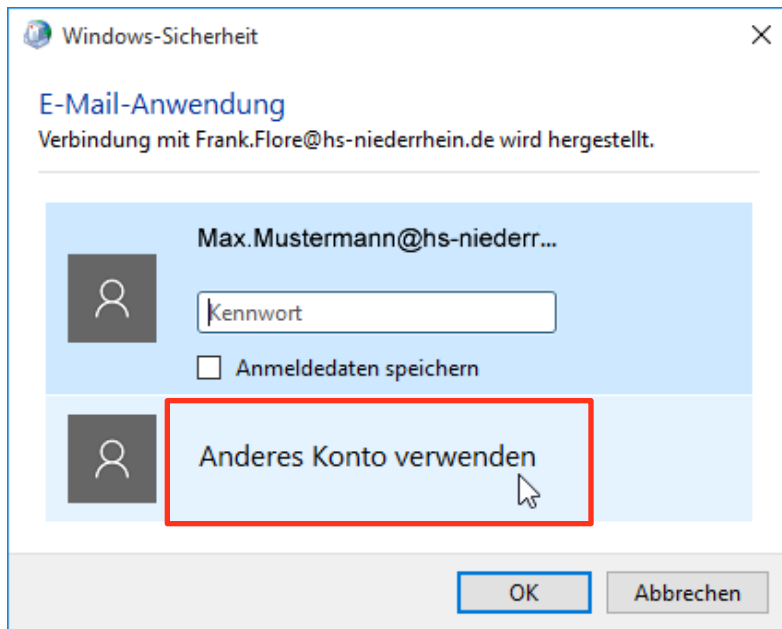 Windows-Sicherheit
E-Mail-Anwendung
Verbindung mit Frank.Flore@hs-niederrhein.de wird hergestellt.
Max.Mustermann@hs-niederr...
Kennwort
Anmeldedaten speichern
Anderes Konto verwenden
OK
Abbrechen